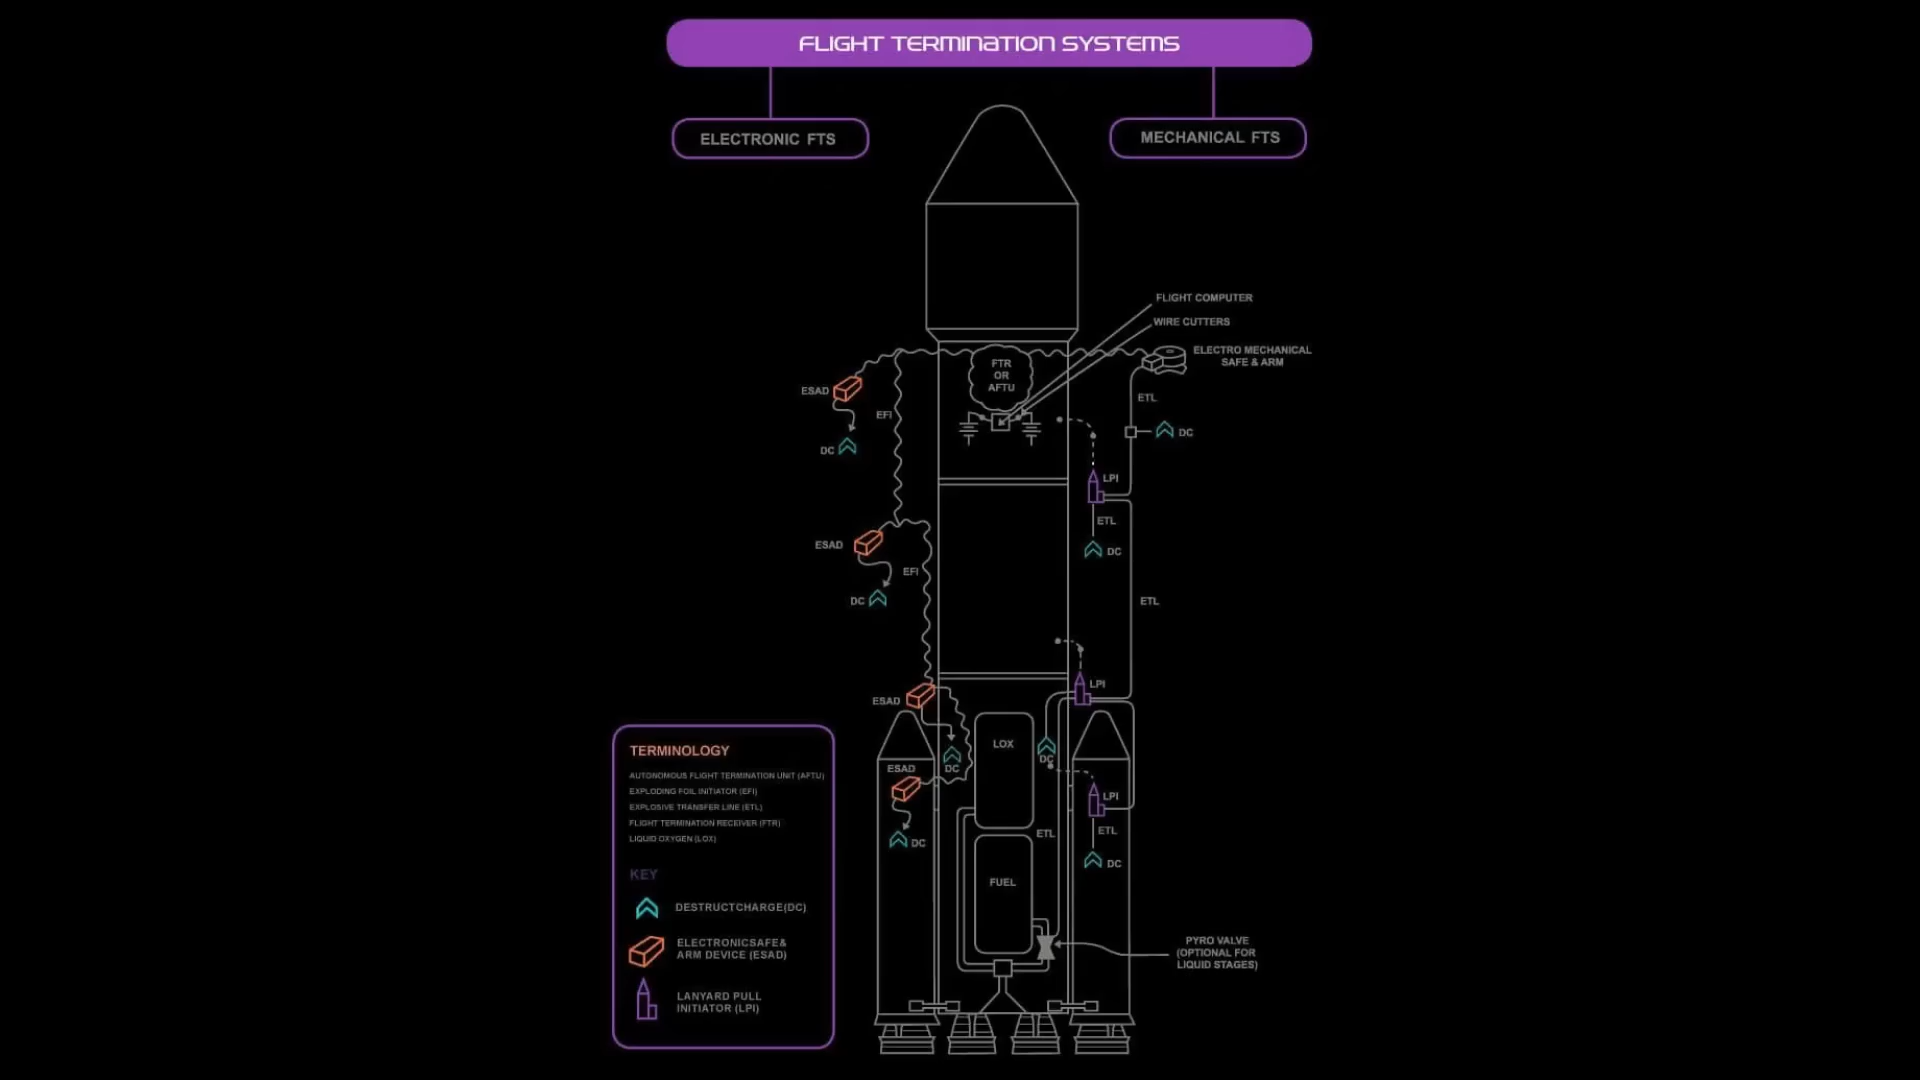 FLIGHT TERMINATION SYSTEMS
ELECTRONIC FTS
MECHANICAL FTS
FLIGHT COMPUTER
WIRE CUTTERS
ELECTRO MECHANICAL
SAFE & ARM
FTR
OR
AFTU
ESAD
EFI
DC
ETL
DC
LPI
ETL
DC
ESAD
EFI
DC
ETL
LPI
ESAD
DC
LOX
DC
ESAD
DC
LPI
ETL
ETL
DC
FUEL
PYRO VALVE
(OPTIONAL FOR
LIQUID STAGES)
TERMINOLOGY
AUTONOMOUS FLIGHT TERMINATION UNIT (AFTU)
EXPLODING FOIL INITIATOR (EFI)
EXPLOSIVE TRANSFER LINE (ETL)
FLIGHT TERMINATION RECEIVER (FTR)
LIQUID OXYGEN (LOX)
KEY
DESTRUCTCHARGE(DC)
ELECTRONICSAFE&
ARM DEVICE (ESAD)
LANYARD PULL
INITIATOR (LPI)